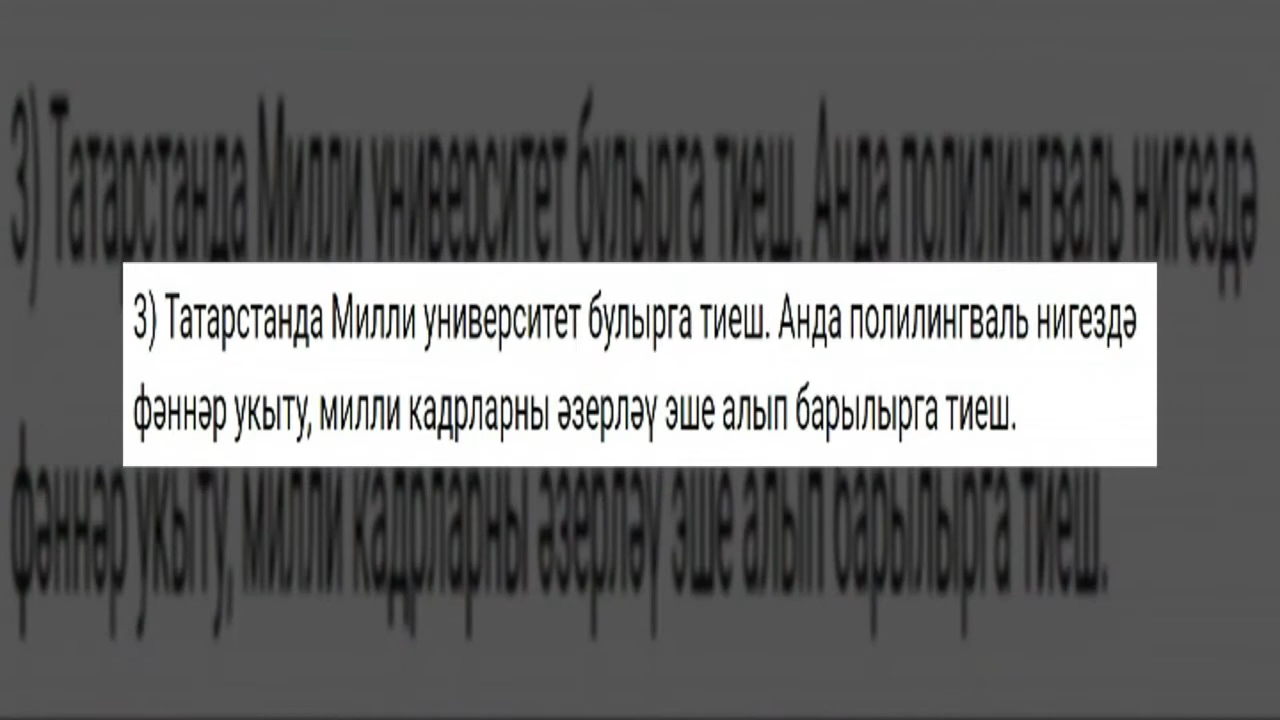 3) Татарстанда Милли университет булырга тиеш. Анда полилингваль нигездә
фәннәр укыту, милли кадрларны әзерләү эше алып барылырга тиеш.